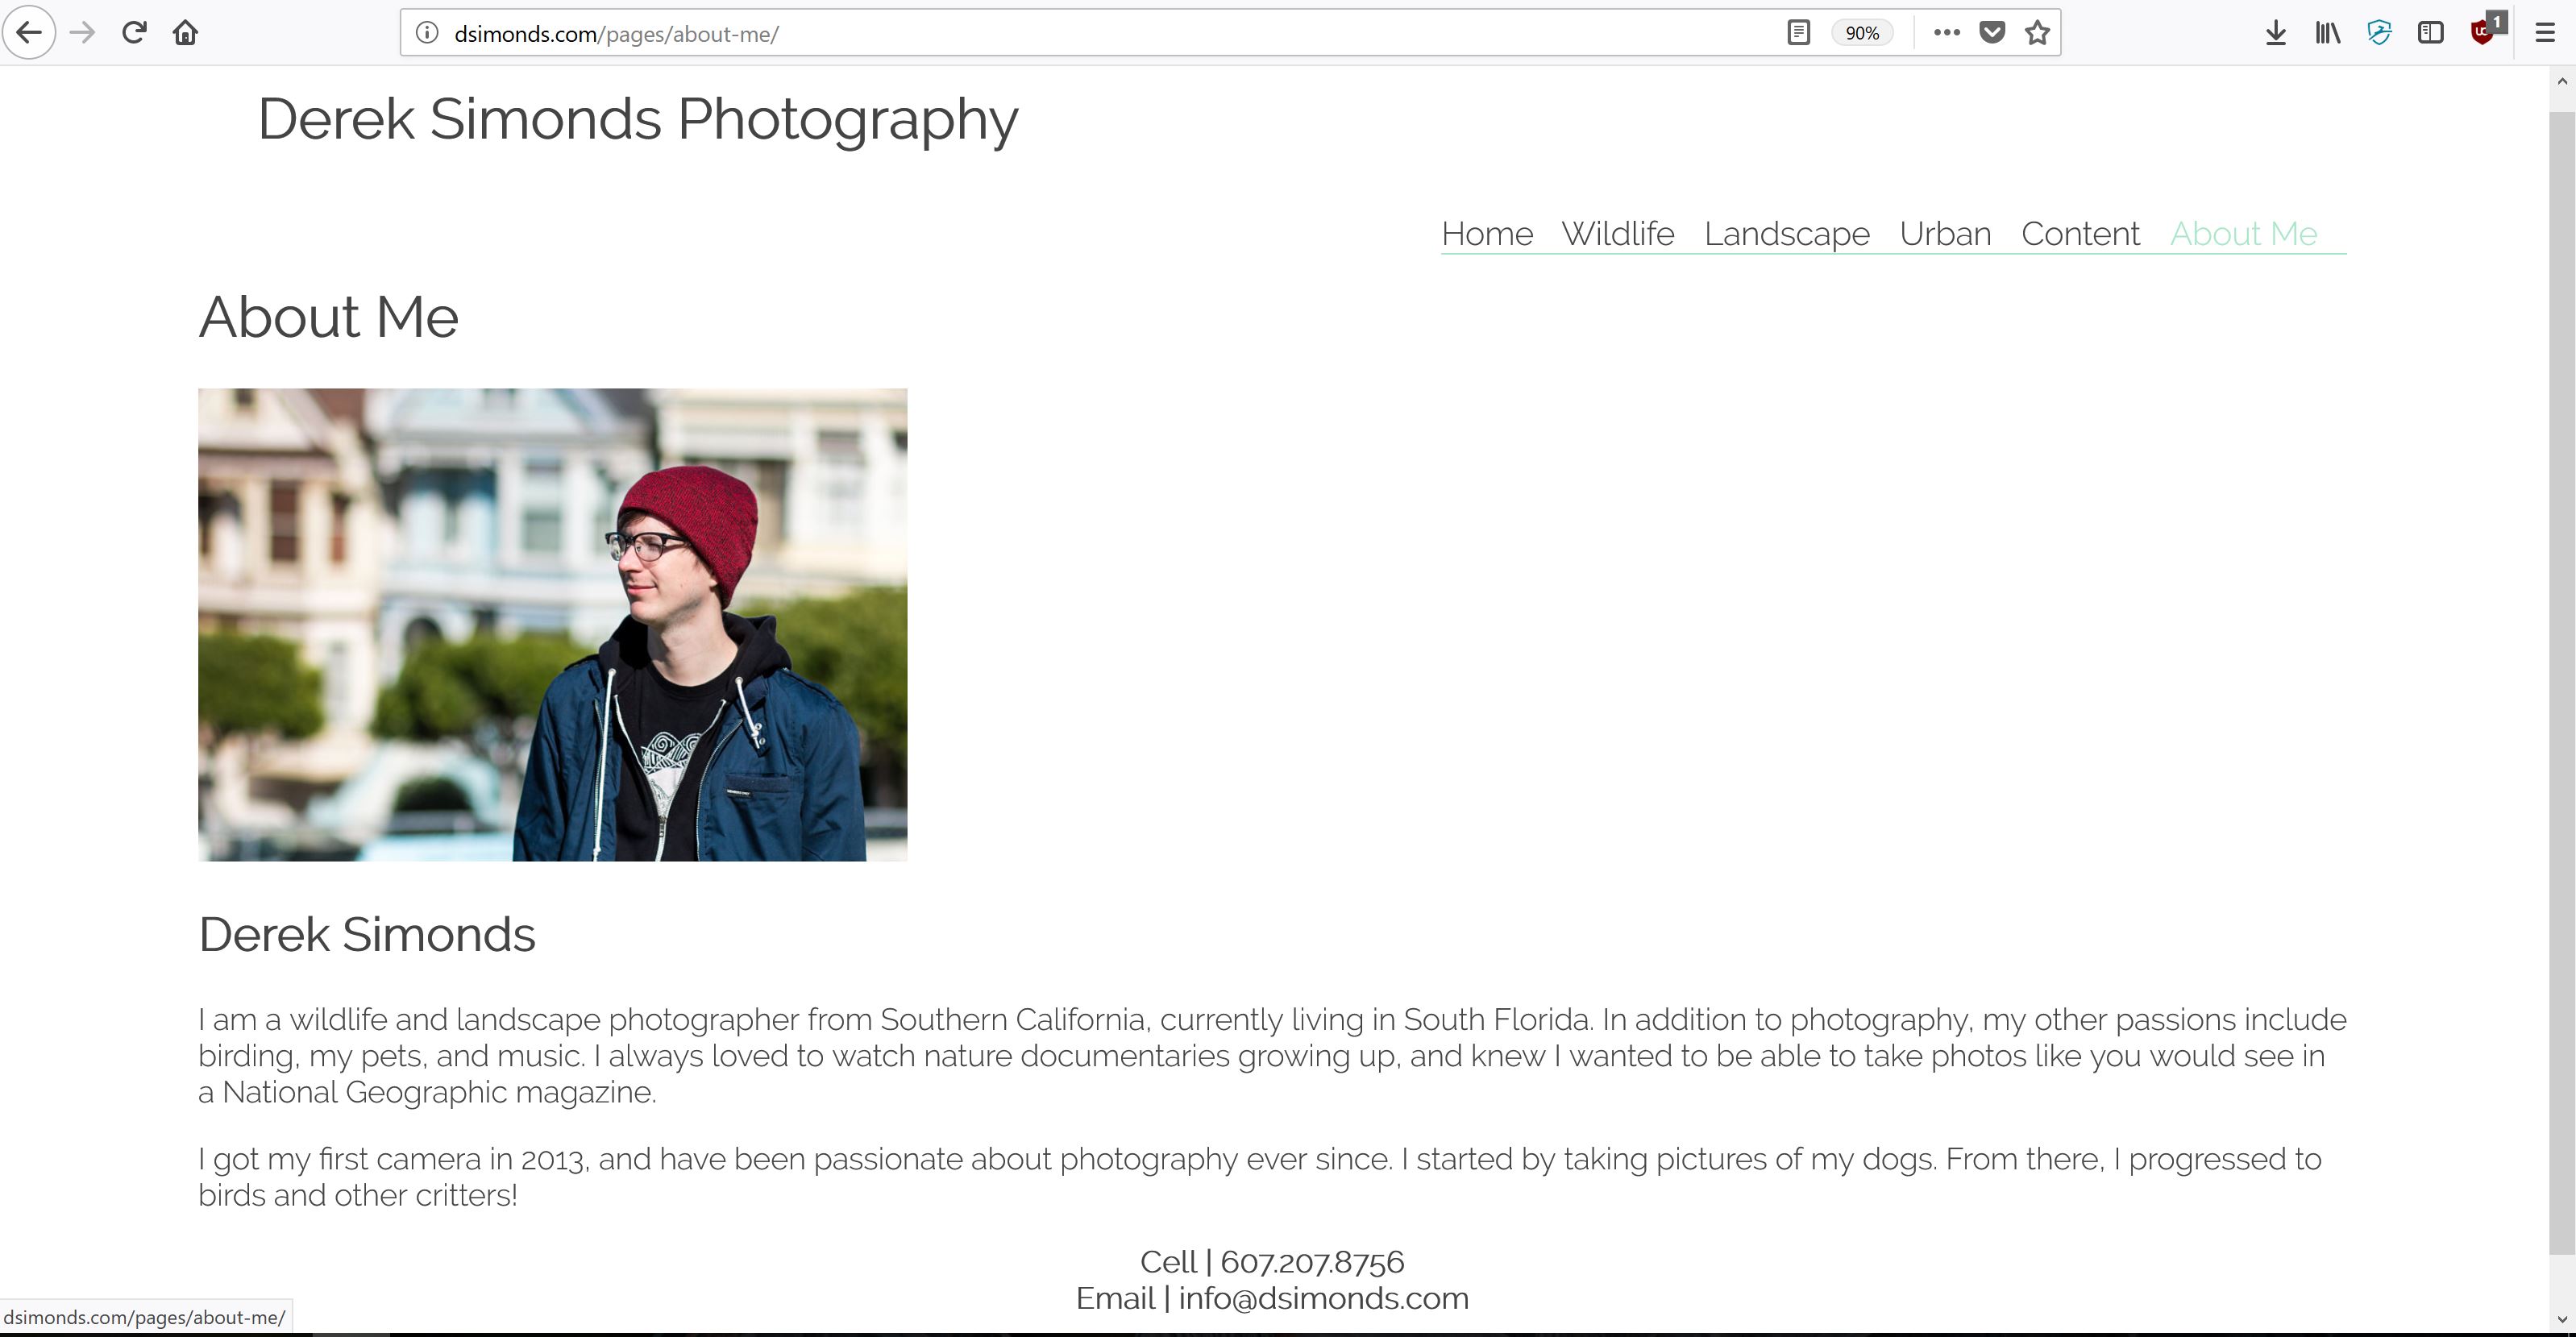 dsimonds.com/pages/about-me/
90%
1
Derek Simonds Photography
Home Wildlife Landscape Urban Content About Me
About Me
Derek Simonds
I am a wildlife and landscape photographer from Southern California, currently living in South Florida. In addition to photography, my other passions include
birding, my pets, and music. I always loved to watch nature documentaries growing up, and knew I wanted to be able to take photos like you would see in
a National Geographic magazine.
I got my first camera in 2013, and have been passionate about photography ever since. I started by taking pictures of my dogs. From there, I progressed to
birds and other critters!
Cell | 607.207.8756
Email | info@dsimonds.com
dsimonds.com/pages/about-me/